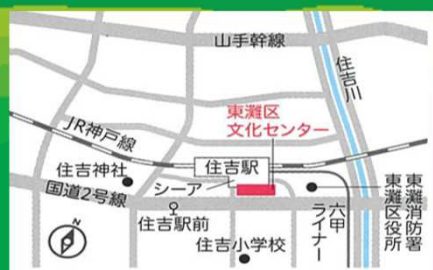 山手幹線
住吉川
東灘区
文化センター
JR神戸線
住吉駅
住吉神社
シーア
国道2号線
住吉駅前
六甲
ライナー
東灘消防署
東灘区役所
住吉小学校
N